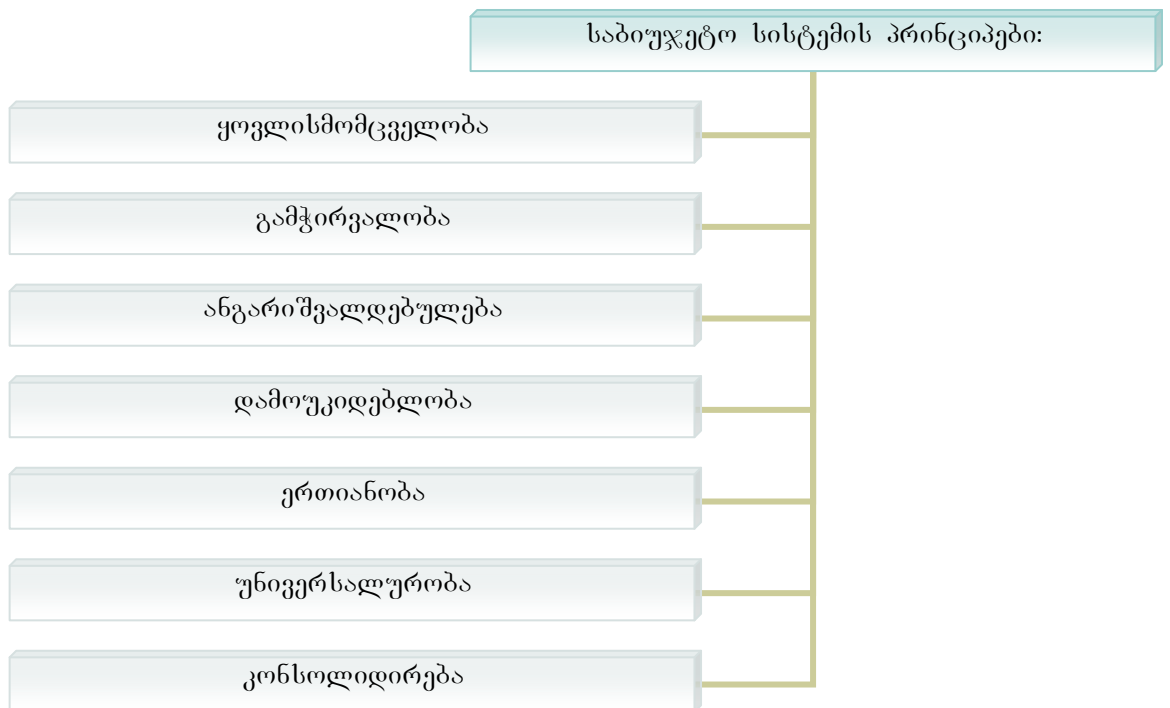 საბიუჯეტო სისტემის პრინციპები:
ყოვლისმომცველობა
გამჭირვალობა
ანგარიშვალდებულება
დამოუკიდებლობა
ერთიანობა
უნივერსალურობა
კონსოლიდირება